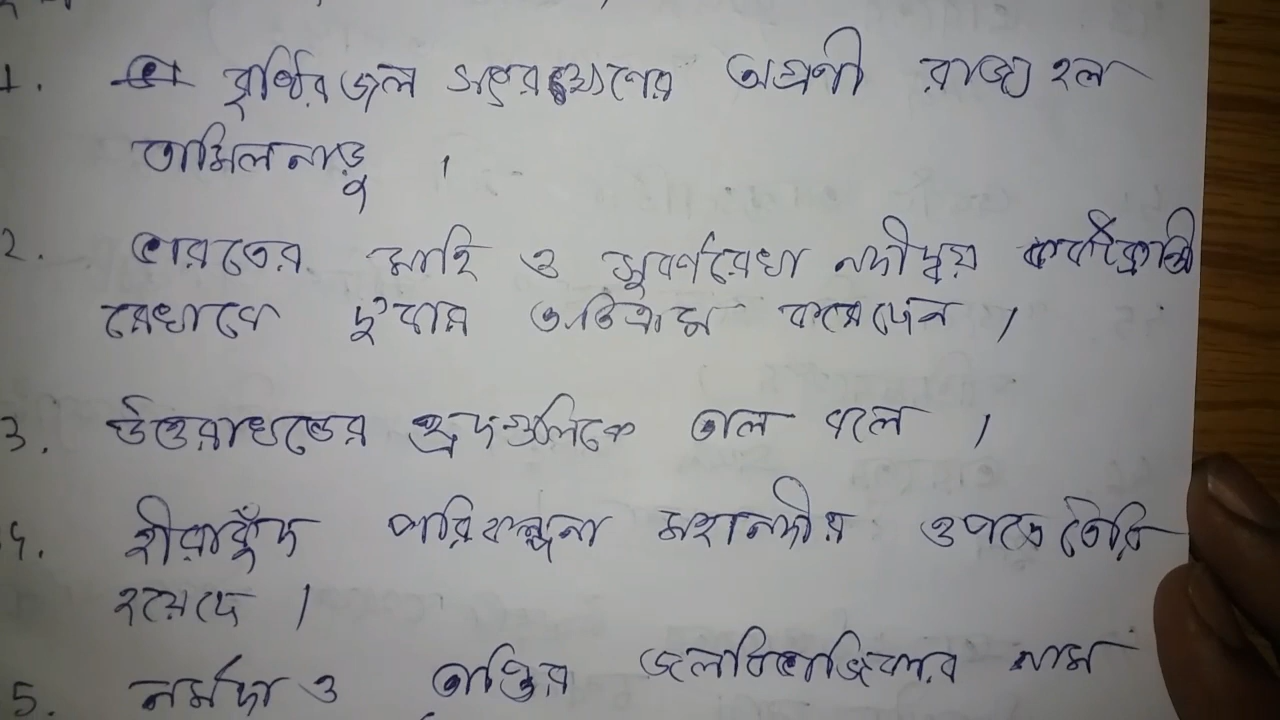 1. বৃষ্টির জল সংরক্ষণের অগ্রণী রাজ্য হল
তামিলনাড়ু ।
2. ভারতের মাহি ও সুবর্ণরেখা নদীদ্বয় কর্কটক্রান্তি
রেখাকে দু'বার অতিক্রম করেছেন ।
3. উত্তরাখণ্ডের হ্রদগুলিকে তাল বলে ।
4. হীরাকুঁদ পরিকল্পনা মহানদীর ওপরে তৈরি
হয়েছে ।
5. নর্মদা ও তাপ্তির জলবিভাজিকার নাম